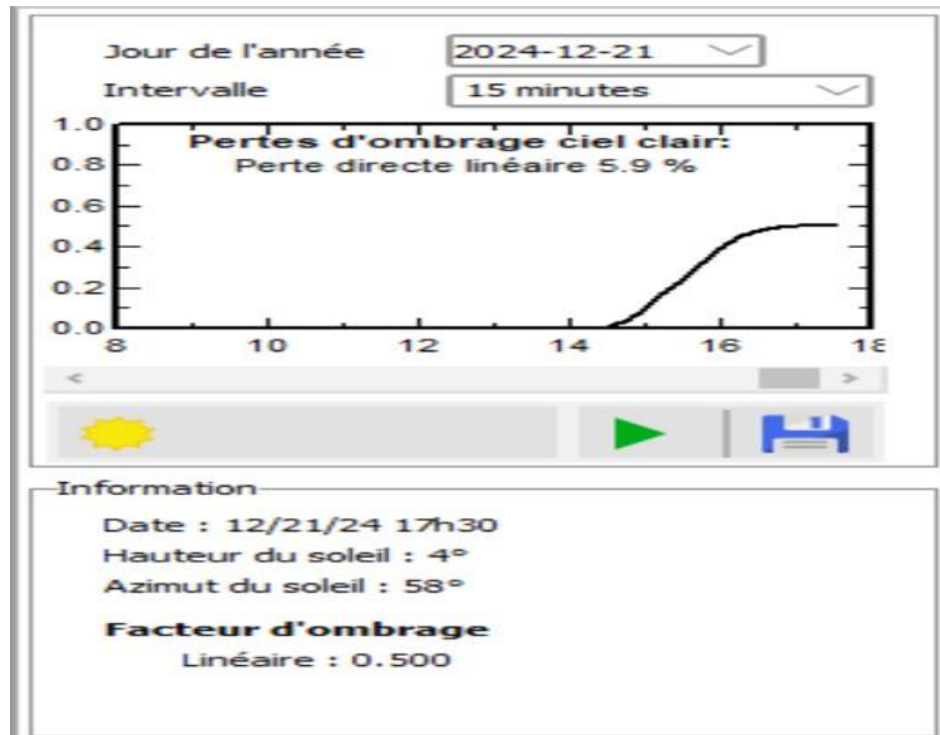 Jour de l'année 2024-12-21
Intervalle 15 minutes
Pertes d'ombrage ciel clair:
Perte directe linéaire 5.9 %
1.0
0.8
0.6
0.4
0.2
0.0
8 10 12 14 16 18
Information
Date : 12/21/24 17h30
Hauteur du soleil : 4°
Azimut du soleil : 58°
Facteur d'ombrage
Linéaire : 0.500